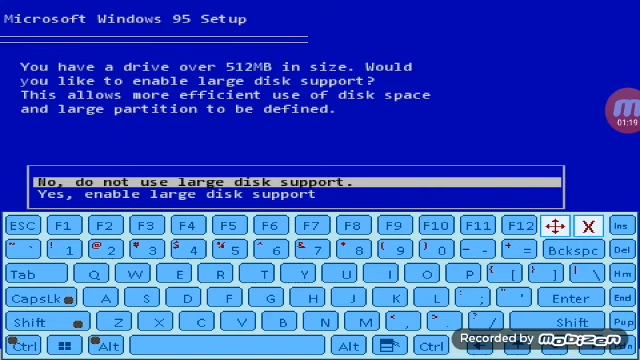 Microsoft Windows 95 Setup
You have a drive over 512MB in size. Would
you like to enable large disk support?
This allows more efficient use of disk space
and large partition to be defined.
01:19
No, do not use large disk support.
Yes, enable large disk support
ESC F1 F2 F3 F4 F5 F6 F7 F8 F9 F10 F11 F12 X Ins
~ ` ! 1 @ 2 # 3 $ 4 % 5 ^ 6 & 7 * 8 ( 9 ) 0 _ - + = Bckspc Del
Tab Q W E R T Y U I O P { [ } ] | \ Hm
CapsLk A S D F G H J K L : ; " ' Enter End
Shift Z X C V B N M < , > . ? / Shift Pup
Ctrl Alt Alt Ctrl
Recorded by mobizen